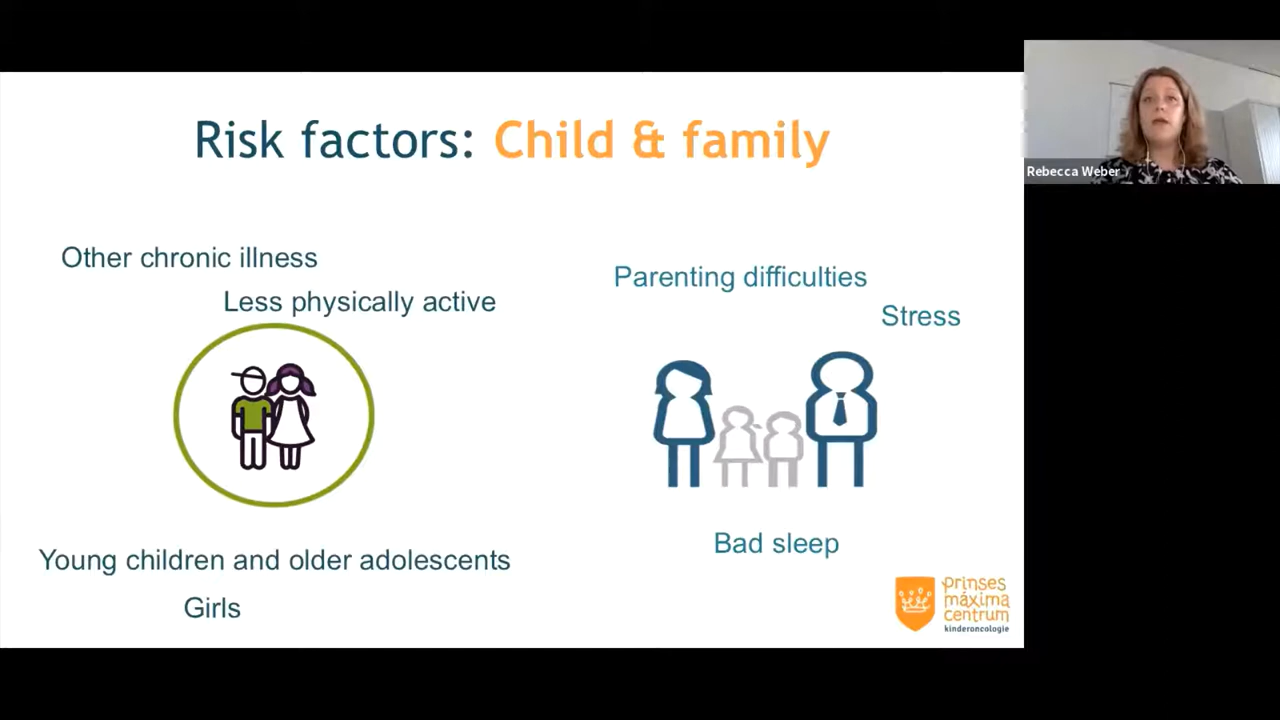 Risk factors: Child & family
Rebecca Weber
Other chronic illness
Less physically active
Young children and older adolescents
Girls
Parenting difficulties
Stress
Bad sleep
prinses
máxima
centrum
kinderoncologie